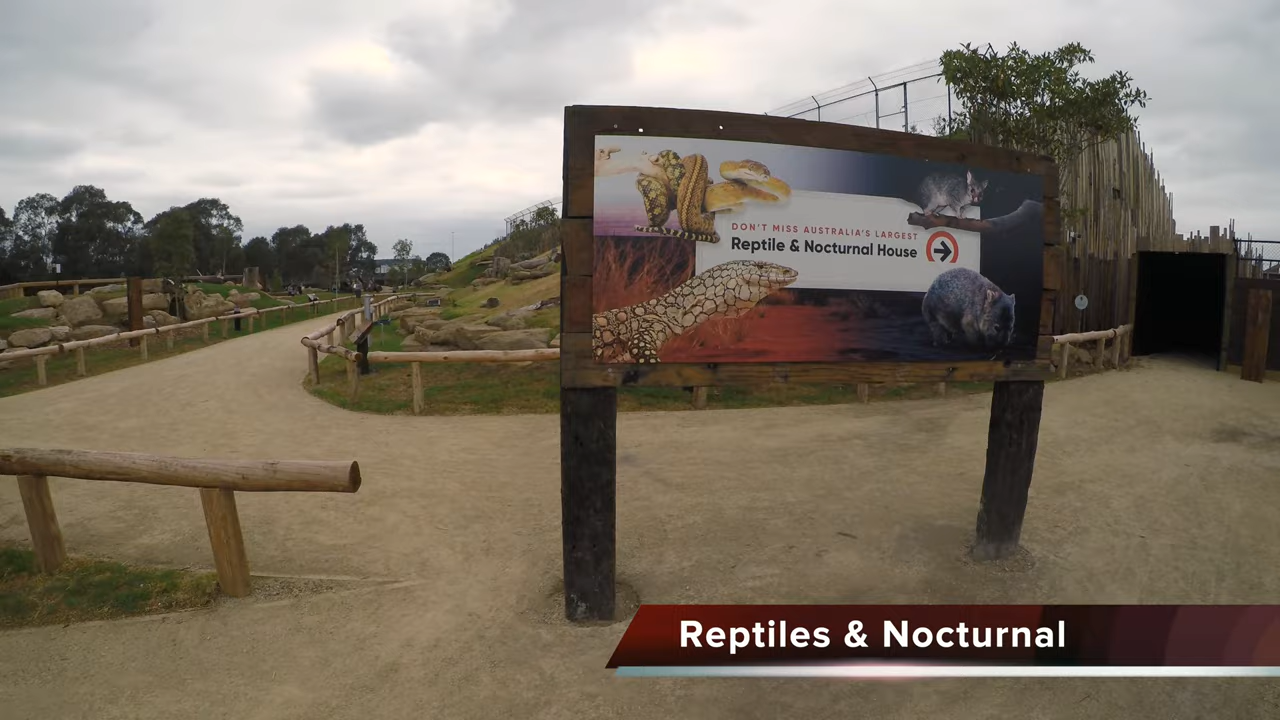 DON'T MISS AUSTRALIA'S LARGEST
Reptile & Nocturnal House
Reptiles & Nocturnal